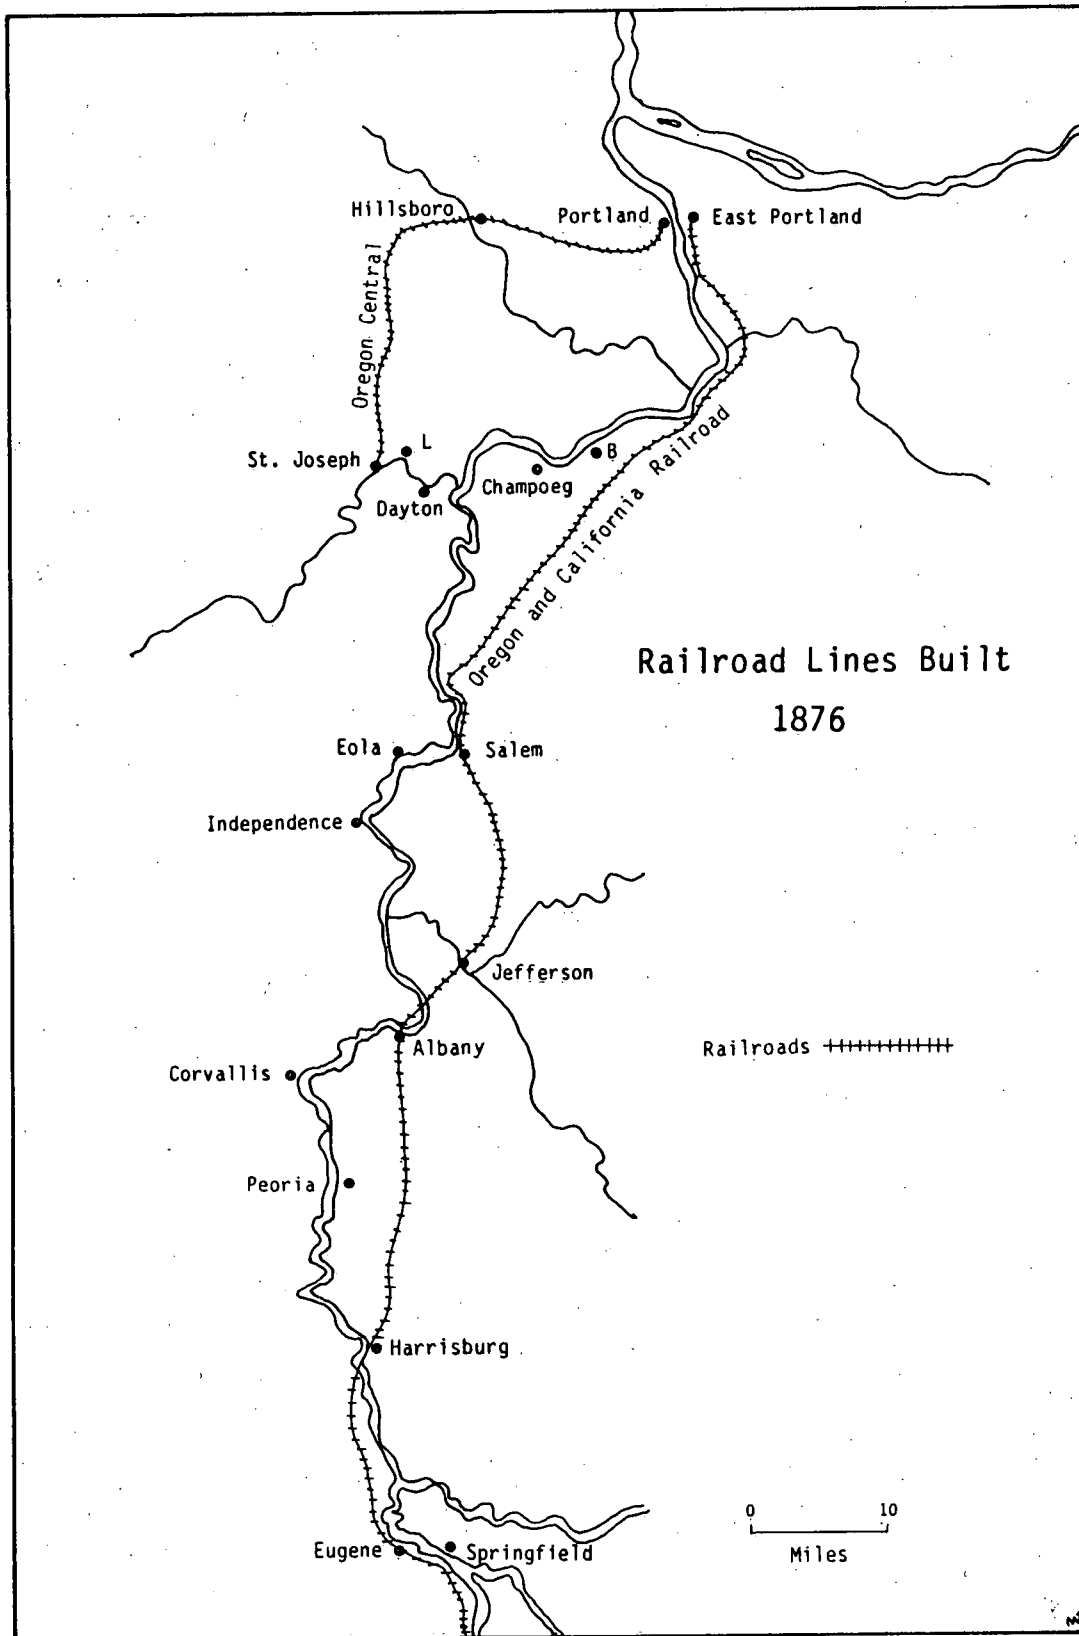 Hillsboro
Portland
East Portland
Oregon Central
L
St. Joseph
B
Champoeg
Dayton
Oregon and California Railroad
Railroad Lines Built
1876
Eola
Salem
Independence
Jefferson
Railroads
Albany
Corvallis
Peoria
Harrisburg
0 10
Miles
Eugene
Springfield